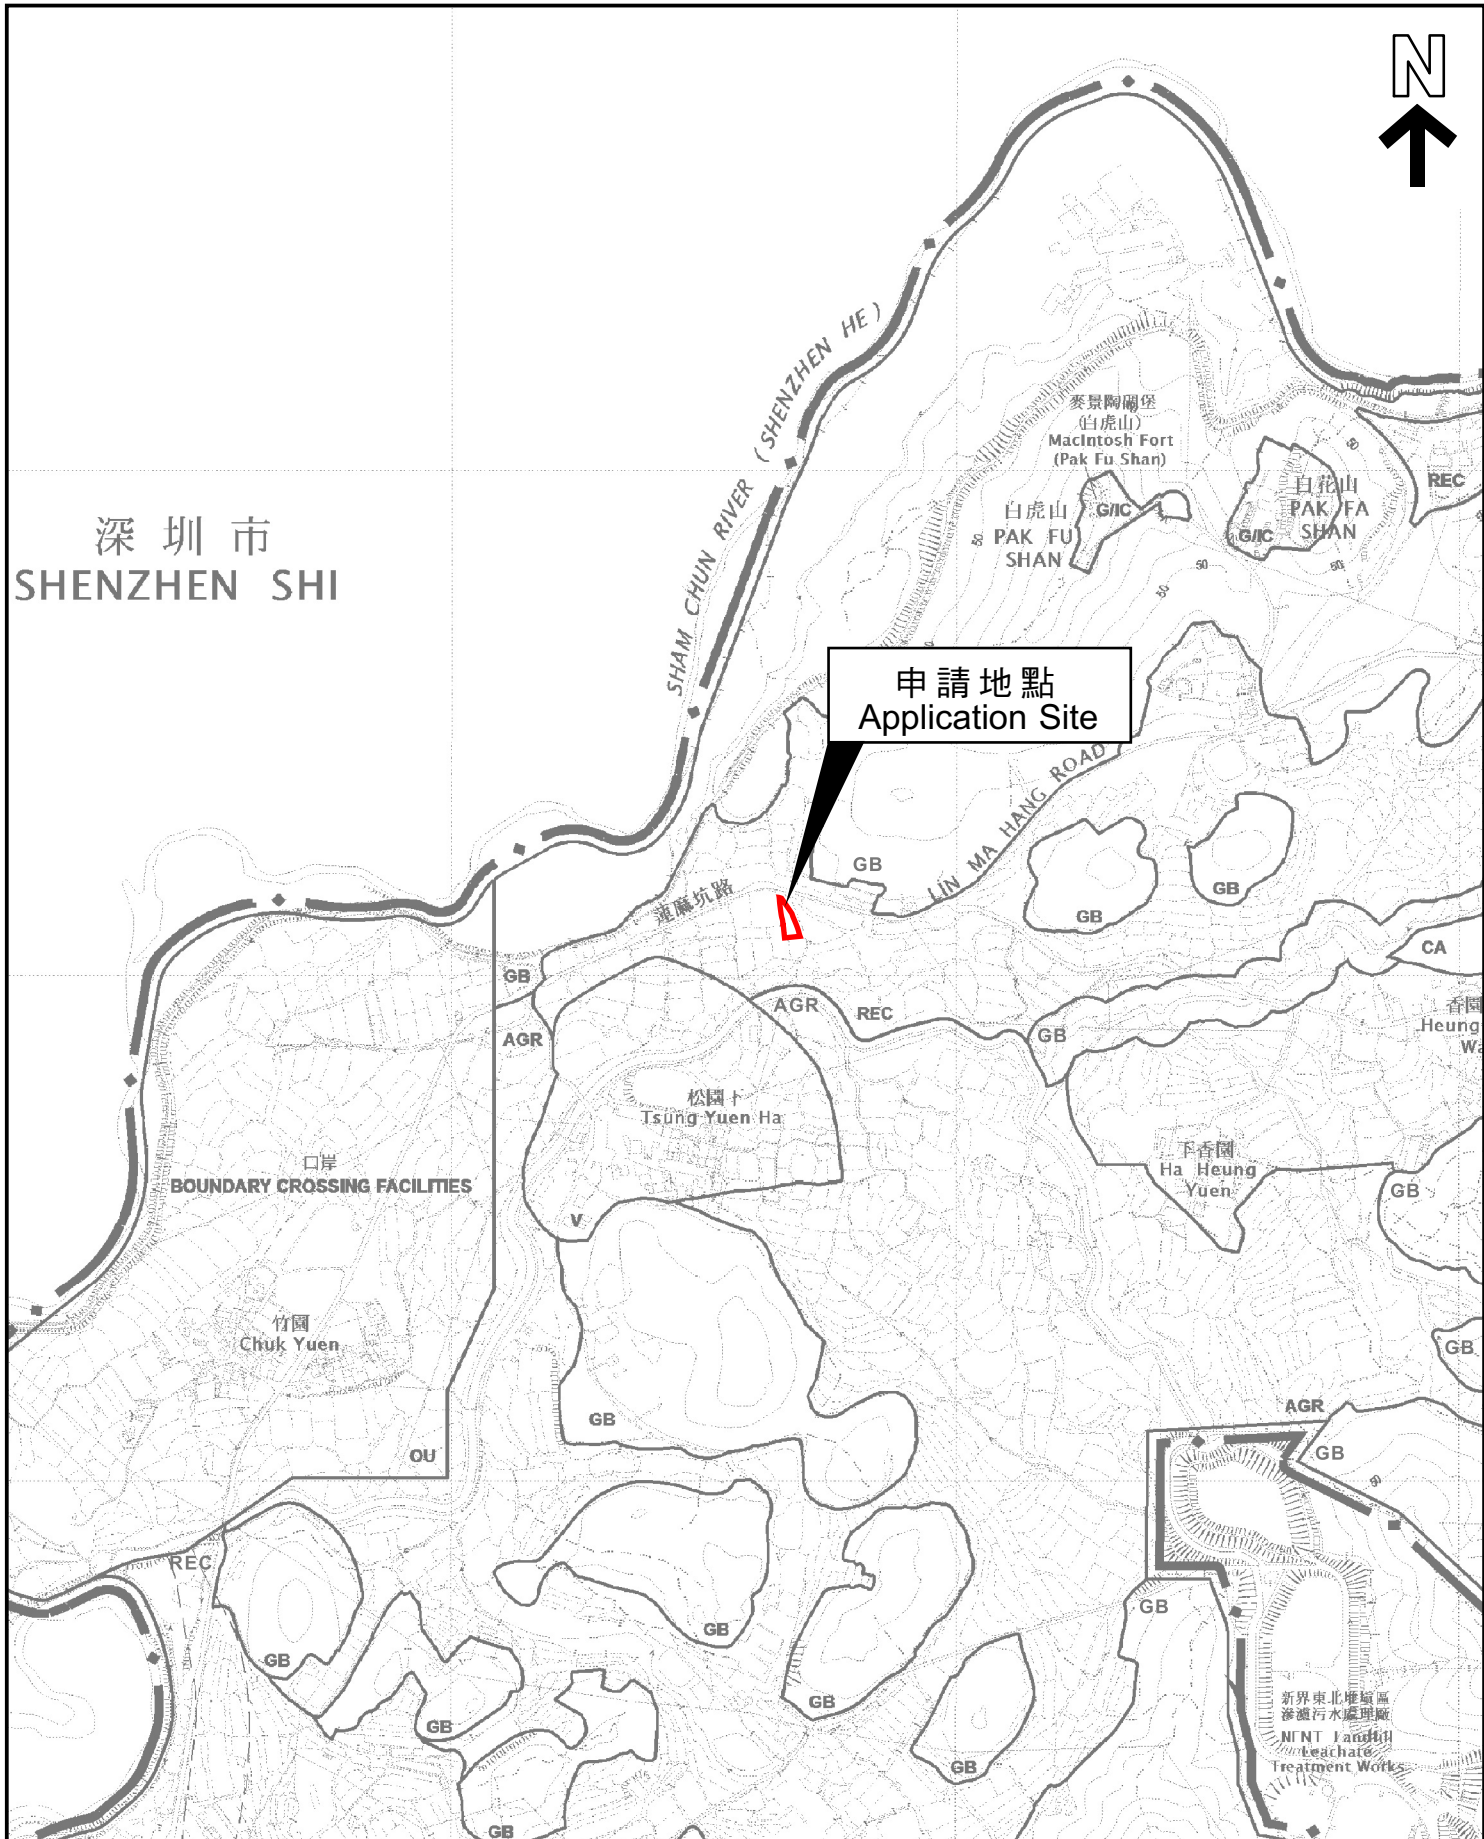 N
SHAM CHUN RIVER (SHENZHEN HE)
麥景陶碉堡
(白虎山)
MacIntosh Fort
(Pak Fu Shan)
50
白花山
PAK FA
SHAN
REC
G/IC
50
白虎山
PAK FU
SHAN
G/IC
50
50
50
深圳市
SHENZHEN SHI
申請地點
Application Site
LIN MA HANG ROAD
蓮麻坑路
GB
GB
GB
CA
GB
AGR
AGR
REC
GB
香園
Heung
松園下
Tsung Yuen Ha
下香園
Ha Heung
Yuen
GB
口岸
BOUNDARY CROSSING FACILITIES
V
竹園
Chuk Yuen
GB
AGR
GB
GB
50
OU
REC
GB
GB
GB
GB
GB
GB
GB
新界東北堆填區
滲濾污水處理廠
NENT Landfill
Leachate
Treatment Works